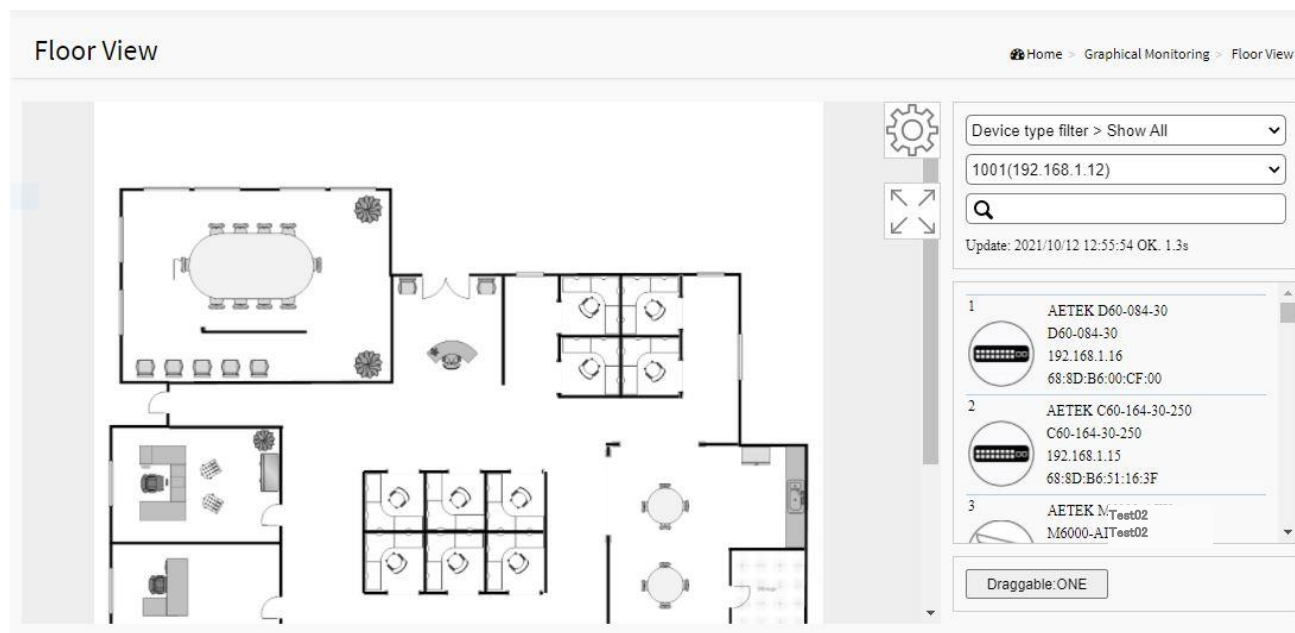 Floor View
Home > Graphical Monitoring > Floor View
Device type filter > Show All
1001(192.168.1.12)
Update: 2021/10/12 12:55:54 OK. 1.3s
1
AETEK D60-084-30
D60-084-30
192.168.1.16
68:8D:B6:00:CF:00
2
AETEK C60-164-30-250
C60-164-30-250
192.168.1.15
68:8D:B6:51:16:3F
3
AETEK
Test02
Test02
Draggable:ONE